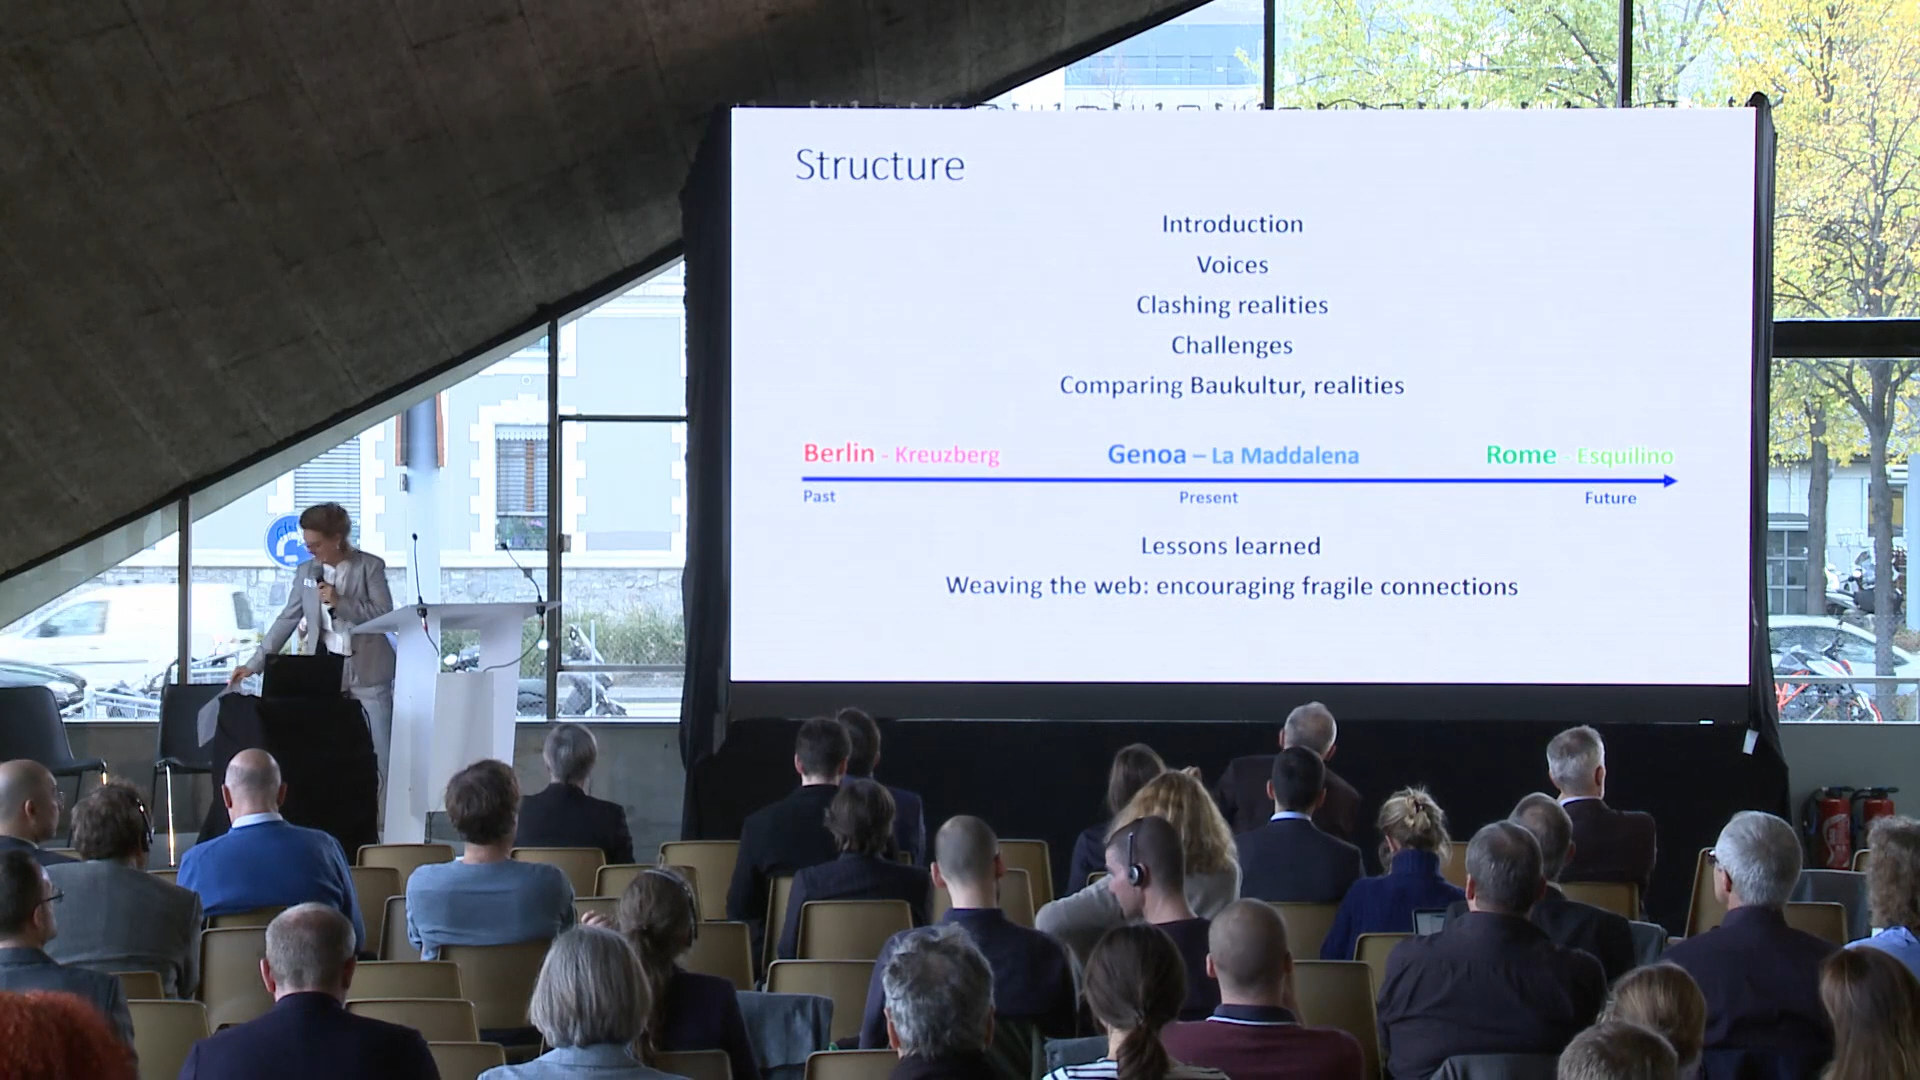 Structure
Introduction
Voices
Clashing realities
Challenges
Comparing Baukultur, realities
Berlin - Kreuzberg Genoa – La Maddalena Rome - Esquilino
Past Present Future
Lessons learned
Weaving the web: encouraging fragile connections